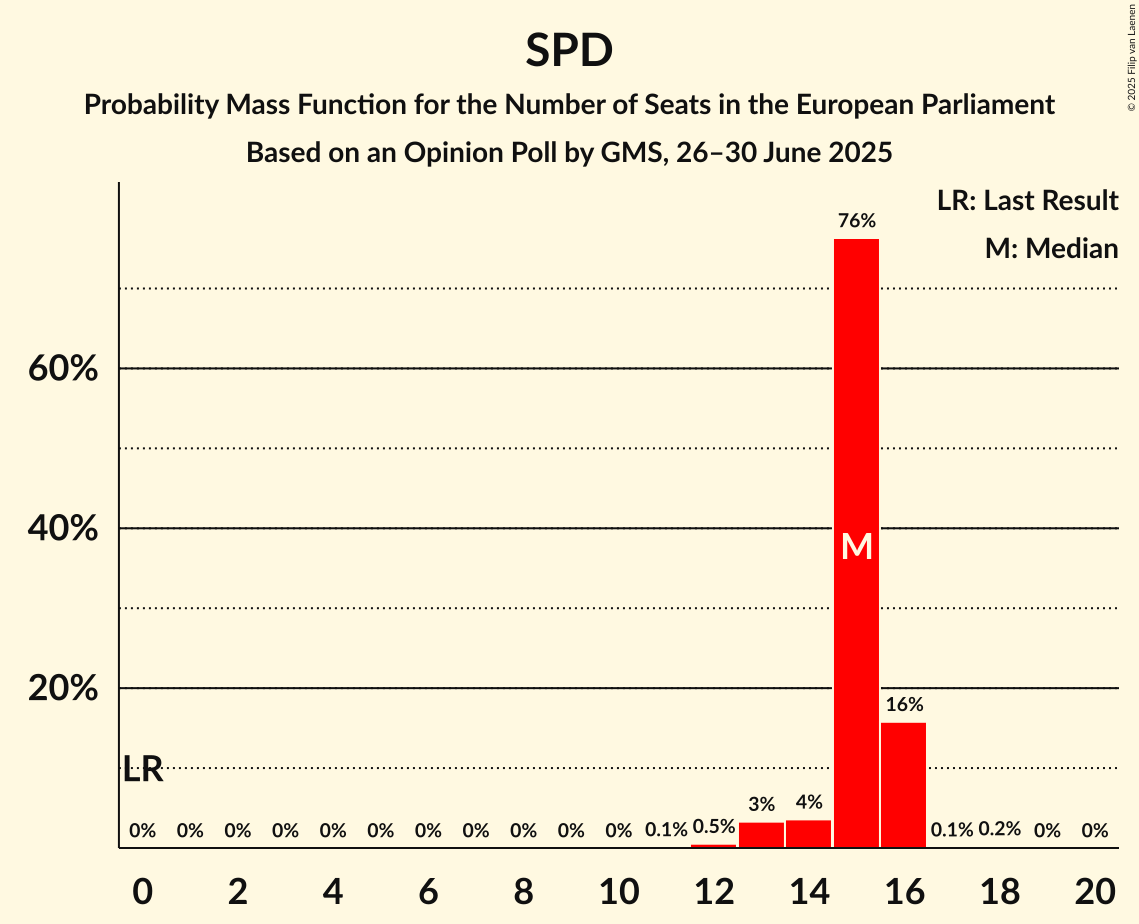 SPD
Probability Mass Function for the Number of Seats in the European Parliament
Based on an Opinion Poll by GMS, 26–30 June 2025
© 2025 Filip van Laenen
LR: Last Result
M: Median
60%
40%
20%
LR
M
0% 0% 0% 0% 0% 0% 0% 0% 0% 0% 0% 0.1% 0.5% 3% 4% 76% 16% 0.1% 0.2% 0% 0%
0 2 4 6 8 10 12 14 16 18 20